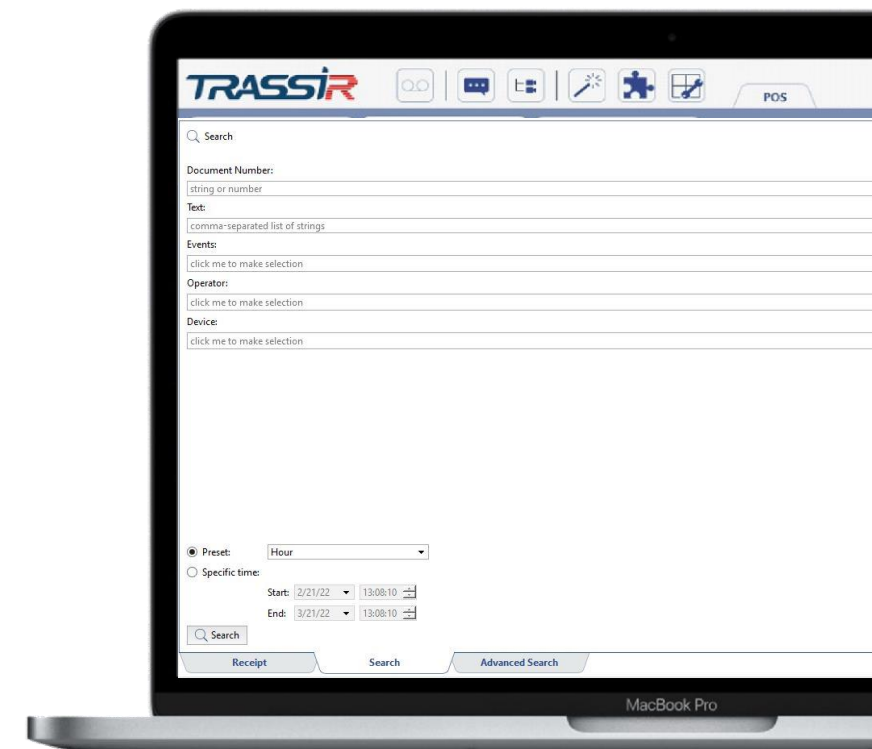 TRASSIR
POS
Search
Document Number:
string or number
Text:
comma-separated list of strings
Events:
click me to make selection
Operator:
click me to make selection
Device:
click me to make selection
Preset: Hour
Specific time:
Start: 2/21/22 13:08:10
End: 3/21/22 13:08:10
Search
Receipt Search Advanced Search
MacBook Pro